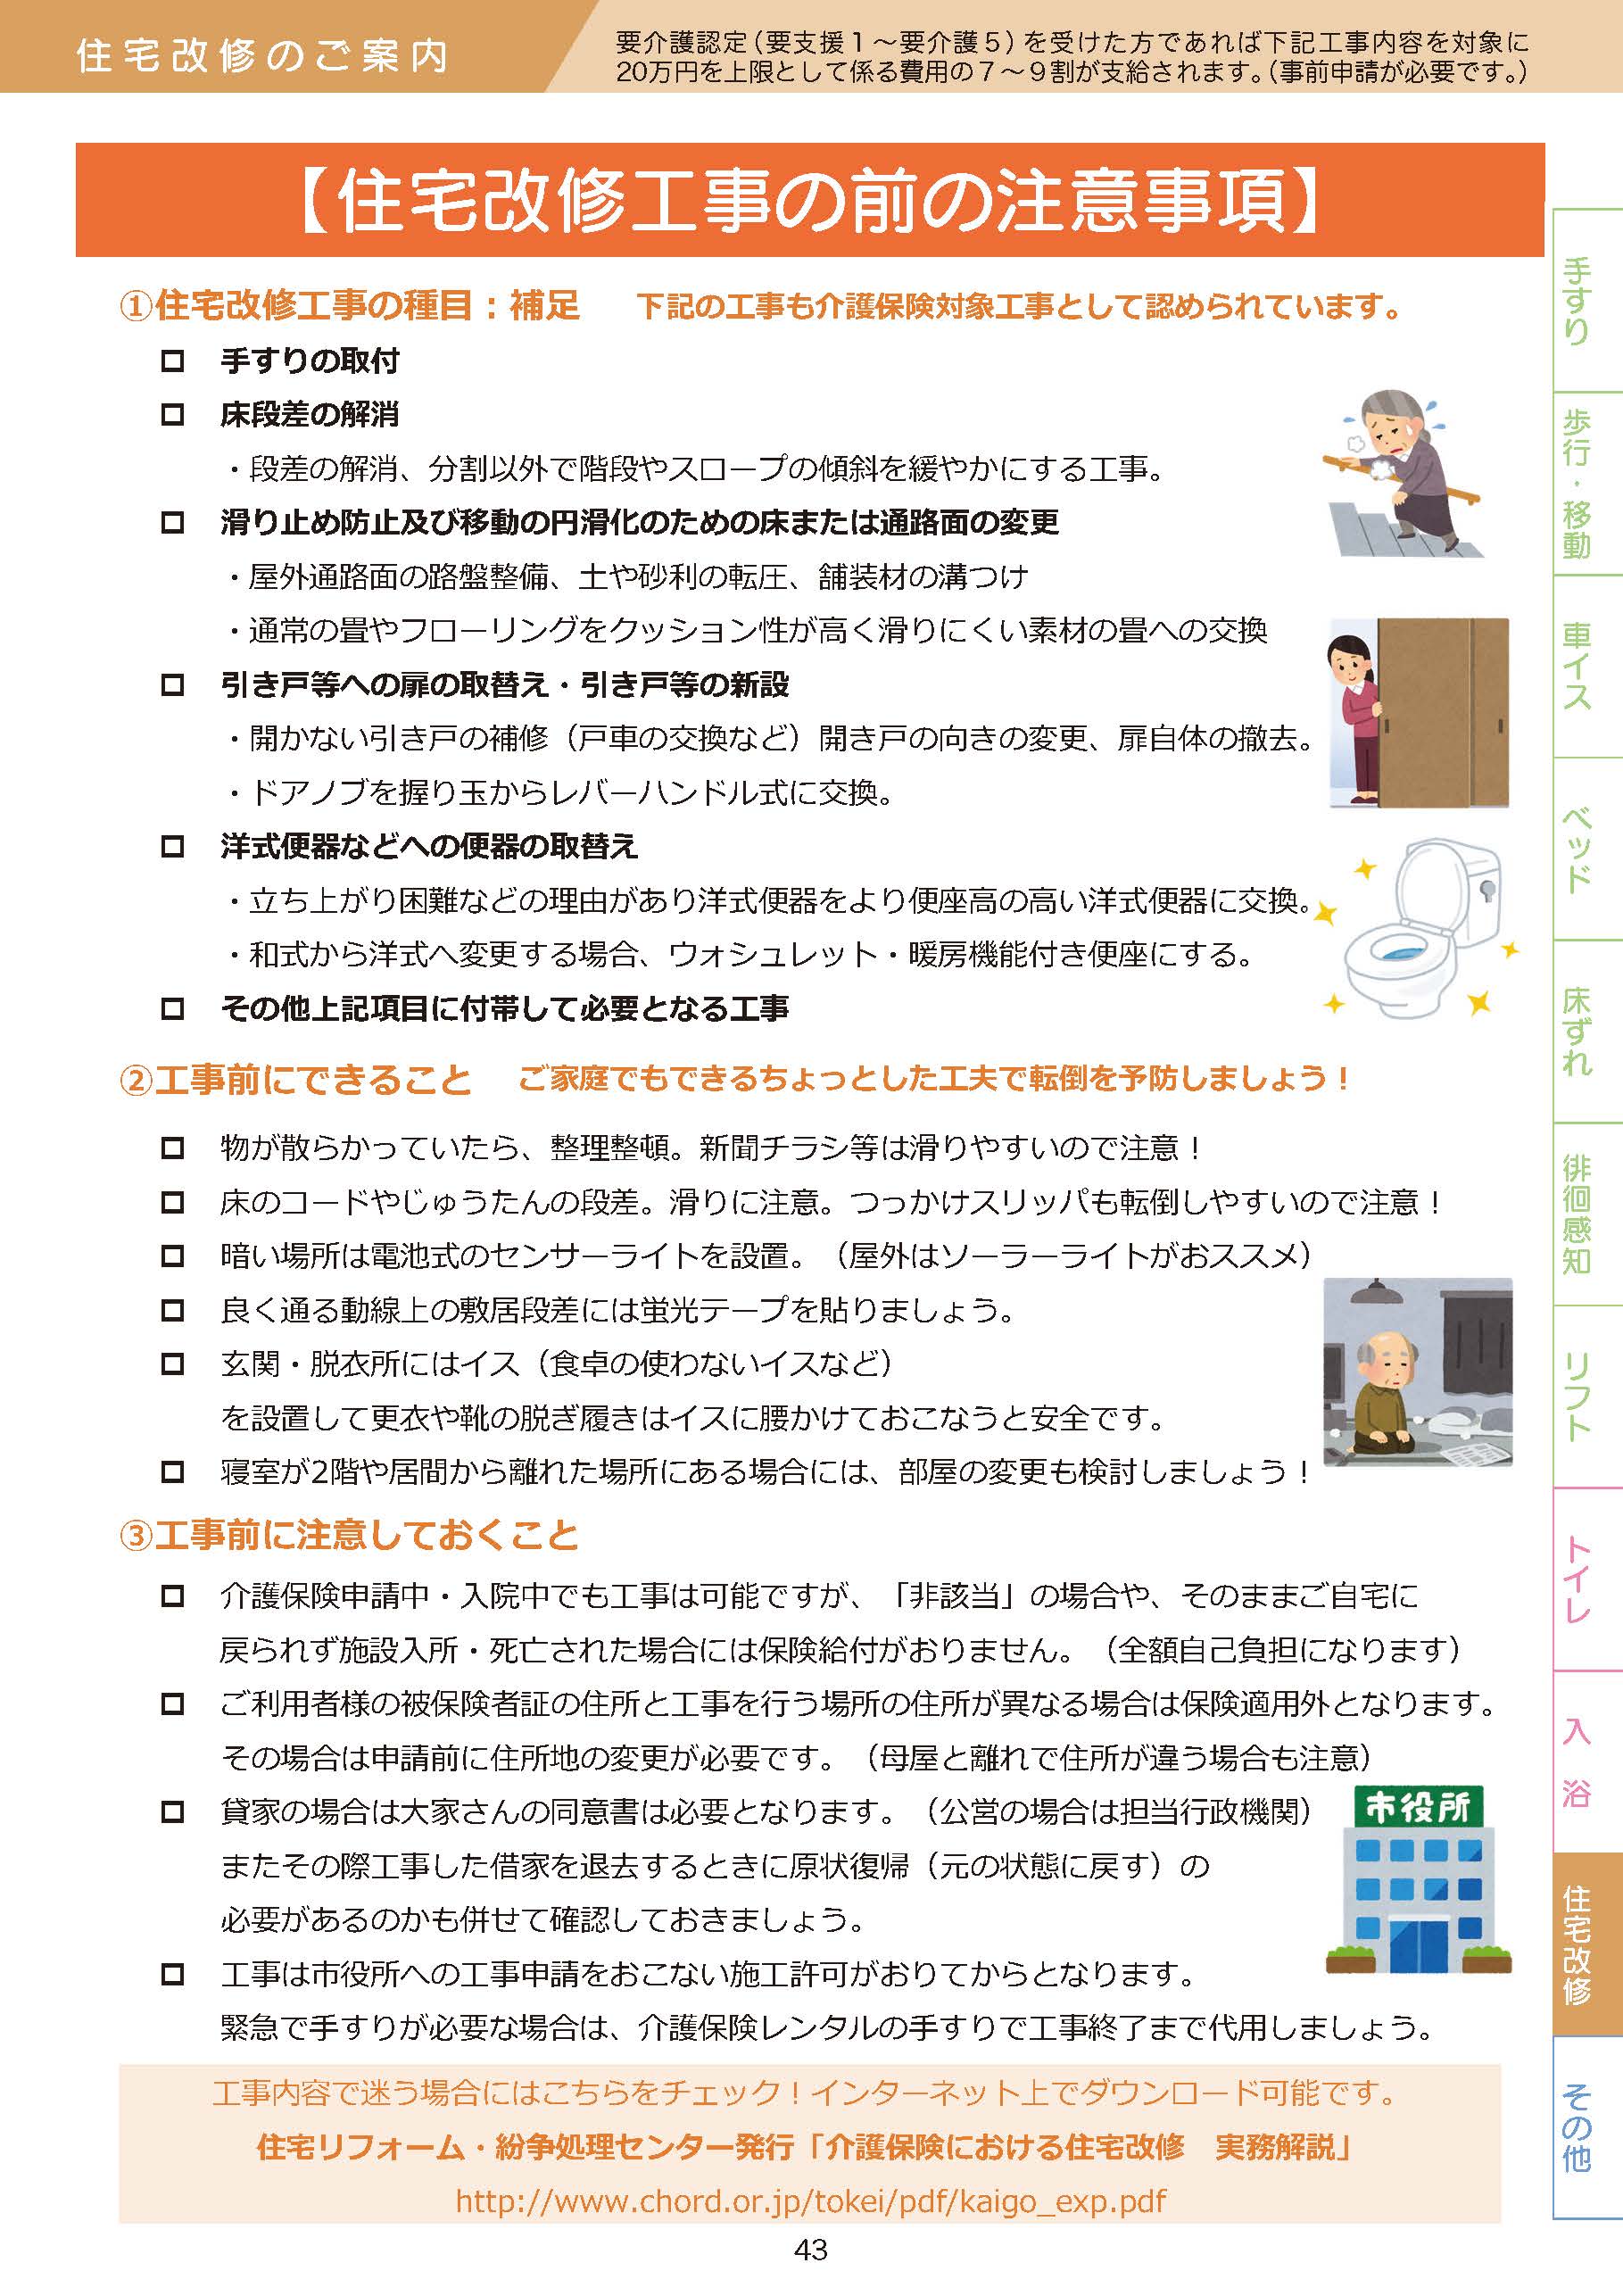 住宅改修のご案内
要介護認定（要支援１〜要介護５）を受けた方であれば下記工事内容を対象に
20万円を上限として係る費用の７〜９割が支給されます。（事前申請が必要です。）
【住宅改修工事の前の注意事項】
①住宅改修工事の種目：補足　下記の工事も介護保険対象工事として認められています。
□ 手すりの取付
□ 床段差の解消
・段差の解消、分割以外で階段やスロープの傾斜を緩やかにする工事。
□ 滑り止め防止及び移動の円滑化のための床または通路面の変更
・屋外通路面の路盤整備、土や砂利の転圧、舗装材の溝つけ
・通常の畳やフローリングをクッション性が高く滑りにくい素材の畳への交換
□ 引き戸等への扉の取替え・引き戸等の新設
・開かない引き戸の補修（戸車の交換など）開き戸の向きの変更、扉自体の撤去。
・ドアノブを握り玉からレバーハンドル式に交換。
□ 洋式便器などへの便器の取替え
・立ち上がり困難などの理由があり洋式便器をより便座高の高い洋式便器に交換。
・和式から洋式へ変更する場合、ウォシュレット・暖房機能付き便座にする。
□ その他上記項目に付帯して必要となる工事
②工事前にできること　ご家庭でもできるちょっとした工夫で転倒を予防しましょう！
□ 物が散らかっていたら、整理整頓。新聞チラシ等は滑りやすいので注意！
□ 床のコードやじゅうたんの段差。滑りに注意。つっかけスリッパも転倒しやすいので注意！
□ 暗い場所は電池式のセンサーライトを設置。（屋外はソーラーライトがおススメ）
□ 良く通る動線上の敷居段差には蛍光テープを貼りましょう。
□ 玄関・脱衣所にはイス（食卓の使わないイスなど）
を設置して更衣や靴の脱ぎ履きはイスに腰かけておこなうと安全です。
□ 寝室が2階や居間から離れた場所にある場合には、部屋の変更も検討しましょう！
③工事前に注意しておくこと
□ 介護保険申請中・入院中でも工事は可能ですが、「非該当」の場合や、そのままご自宅に
戻られず施設入所・死亡された場合には保険給付がおりません。（全額自己負担になります）
□ ご利用者様の被保険者証の住所と工事を行う場所の住所が異なる場合は保険適用外となります。
その場合は申請前に住所地の変更が必要です。（母屋と離れで住所が違う場合も注意）
□ 貸家の場合は大家さんの同意書は必要となります。（公営の場合は担当行政機関）
またその際工事した借家を退去するときに原状復帰（元の状態に戻す）の
必要があるのかも併せて確認しておきましょう。
市役所
□ 工事は市役所への工事申請をおこない施工許可がおりてからとなります。
緊急で手すりが必要な場合は、介護保険レンタルの手すりで工事終了まで代用しましょう。
工事内容で迷う場合にはこちらをチェック！インターネット上でダウンロード可能です。
住宅リフォーム・紛争処理センター発行「介護保険における住宅改修　実務解説」
http://www.chord.or.jp/tokei/pdf/kaigo_exp.pdf
43
手すり
歩行・移動
車イス
ベッド
床ずれ
徘徊感知
リフト
トイレ
入浴
住宅改修
その他